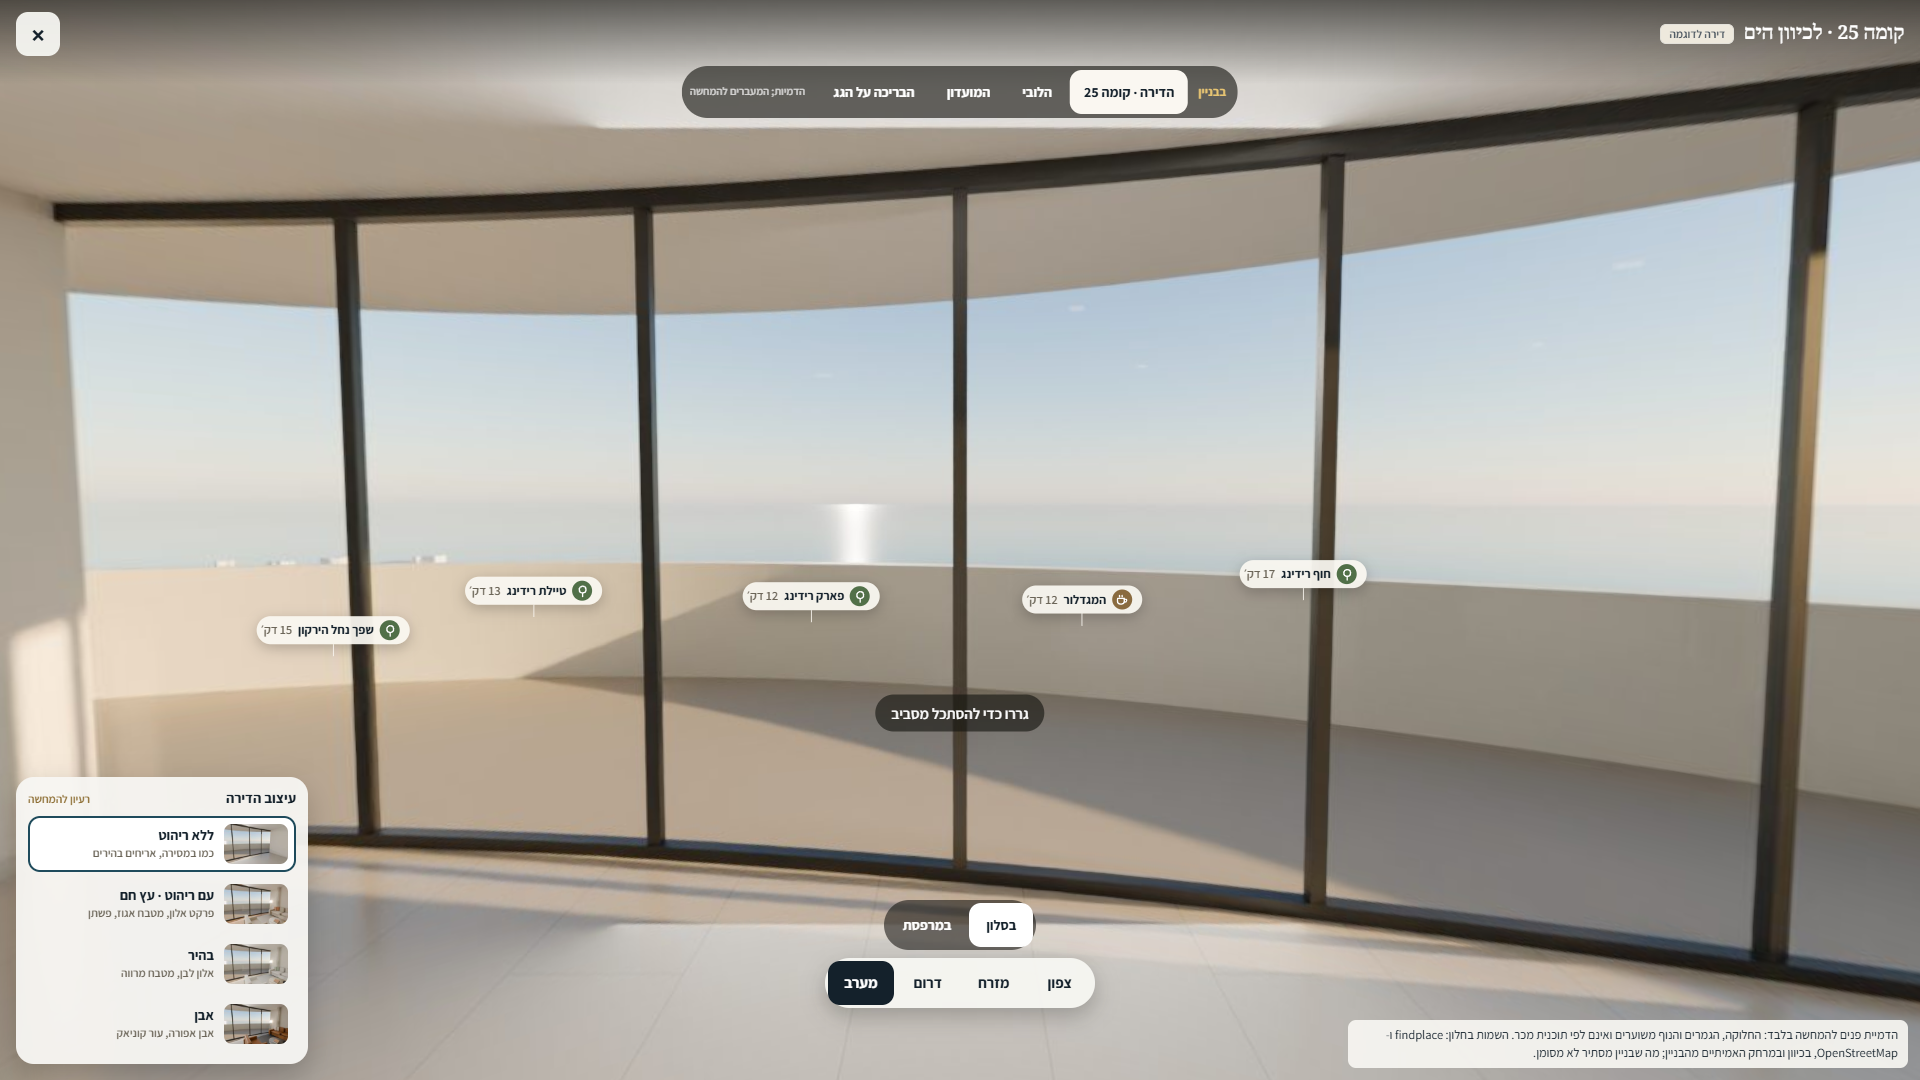 קומה 25 · לכיוון הים
דירה לדוגמה
×
בבניין
הדירה · קומה 25
הלובי
המועדון
הבריכה על הגג
הדמיות; המעברים להמחשה
חוף רידינג 17 דק׳
המגדלור 12 דק׳
פארק רידינג 12 דק׳
טיילת רידינג 13 דק׳
שפך נחל הירקון 15 דק׳
גררו כדי להסתכל מסביב
עיצוב הדירה
רעיון להמחשה
ללא ריהוט
כמו במסירה, אריחים בהירים
עם ריהוט · עץ חם
פרקט אלון, מטבח אגוז, פשתן
בהיר
אלון לבן, מטבח מרווה
אבן
אבן אפורה, עור קוניאק
בסלון
במרפסת
צפון
מזרח
דרום
מערב
הדמיית פנים להמחשה בלבד: החלוקה, הגמרים והנוף משוערים ואינם לפי תוכנית מכר. השמות בחלון: findplace ו-
OpenStreetMap, בכיוון ובמרחק האמיתיים מהבניין; מה שבניין מסתיר לא מסומן.